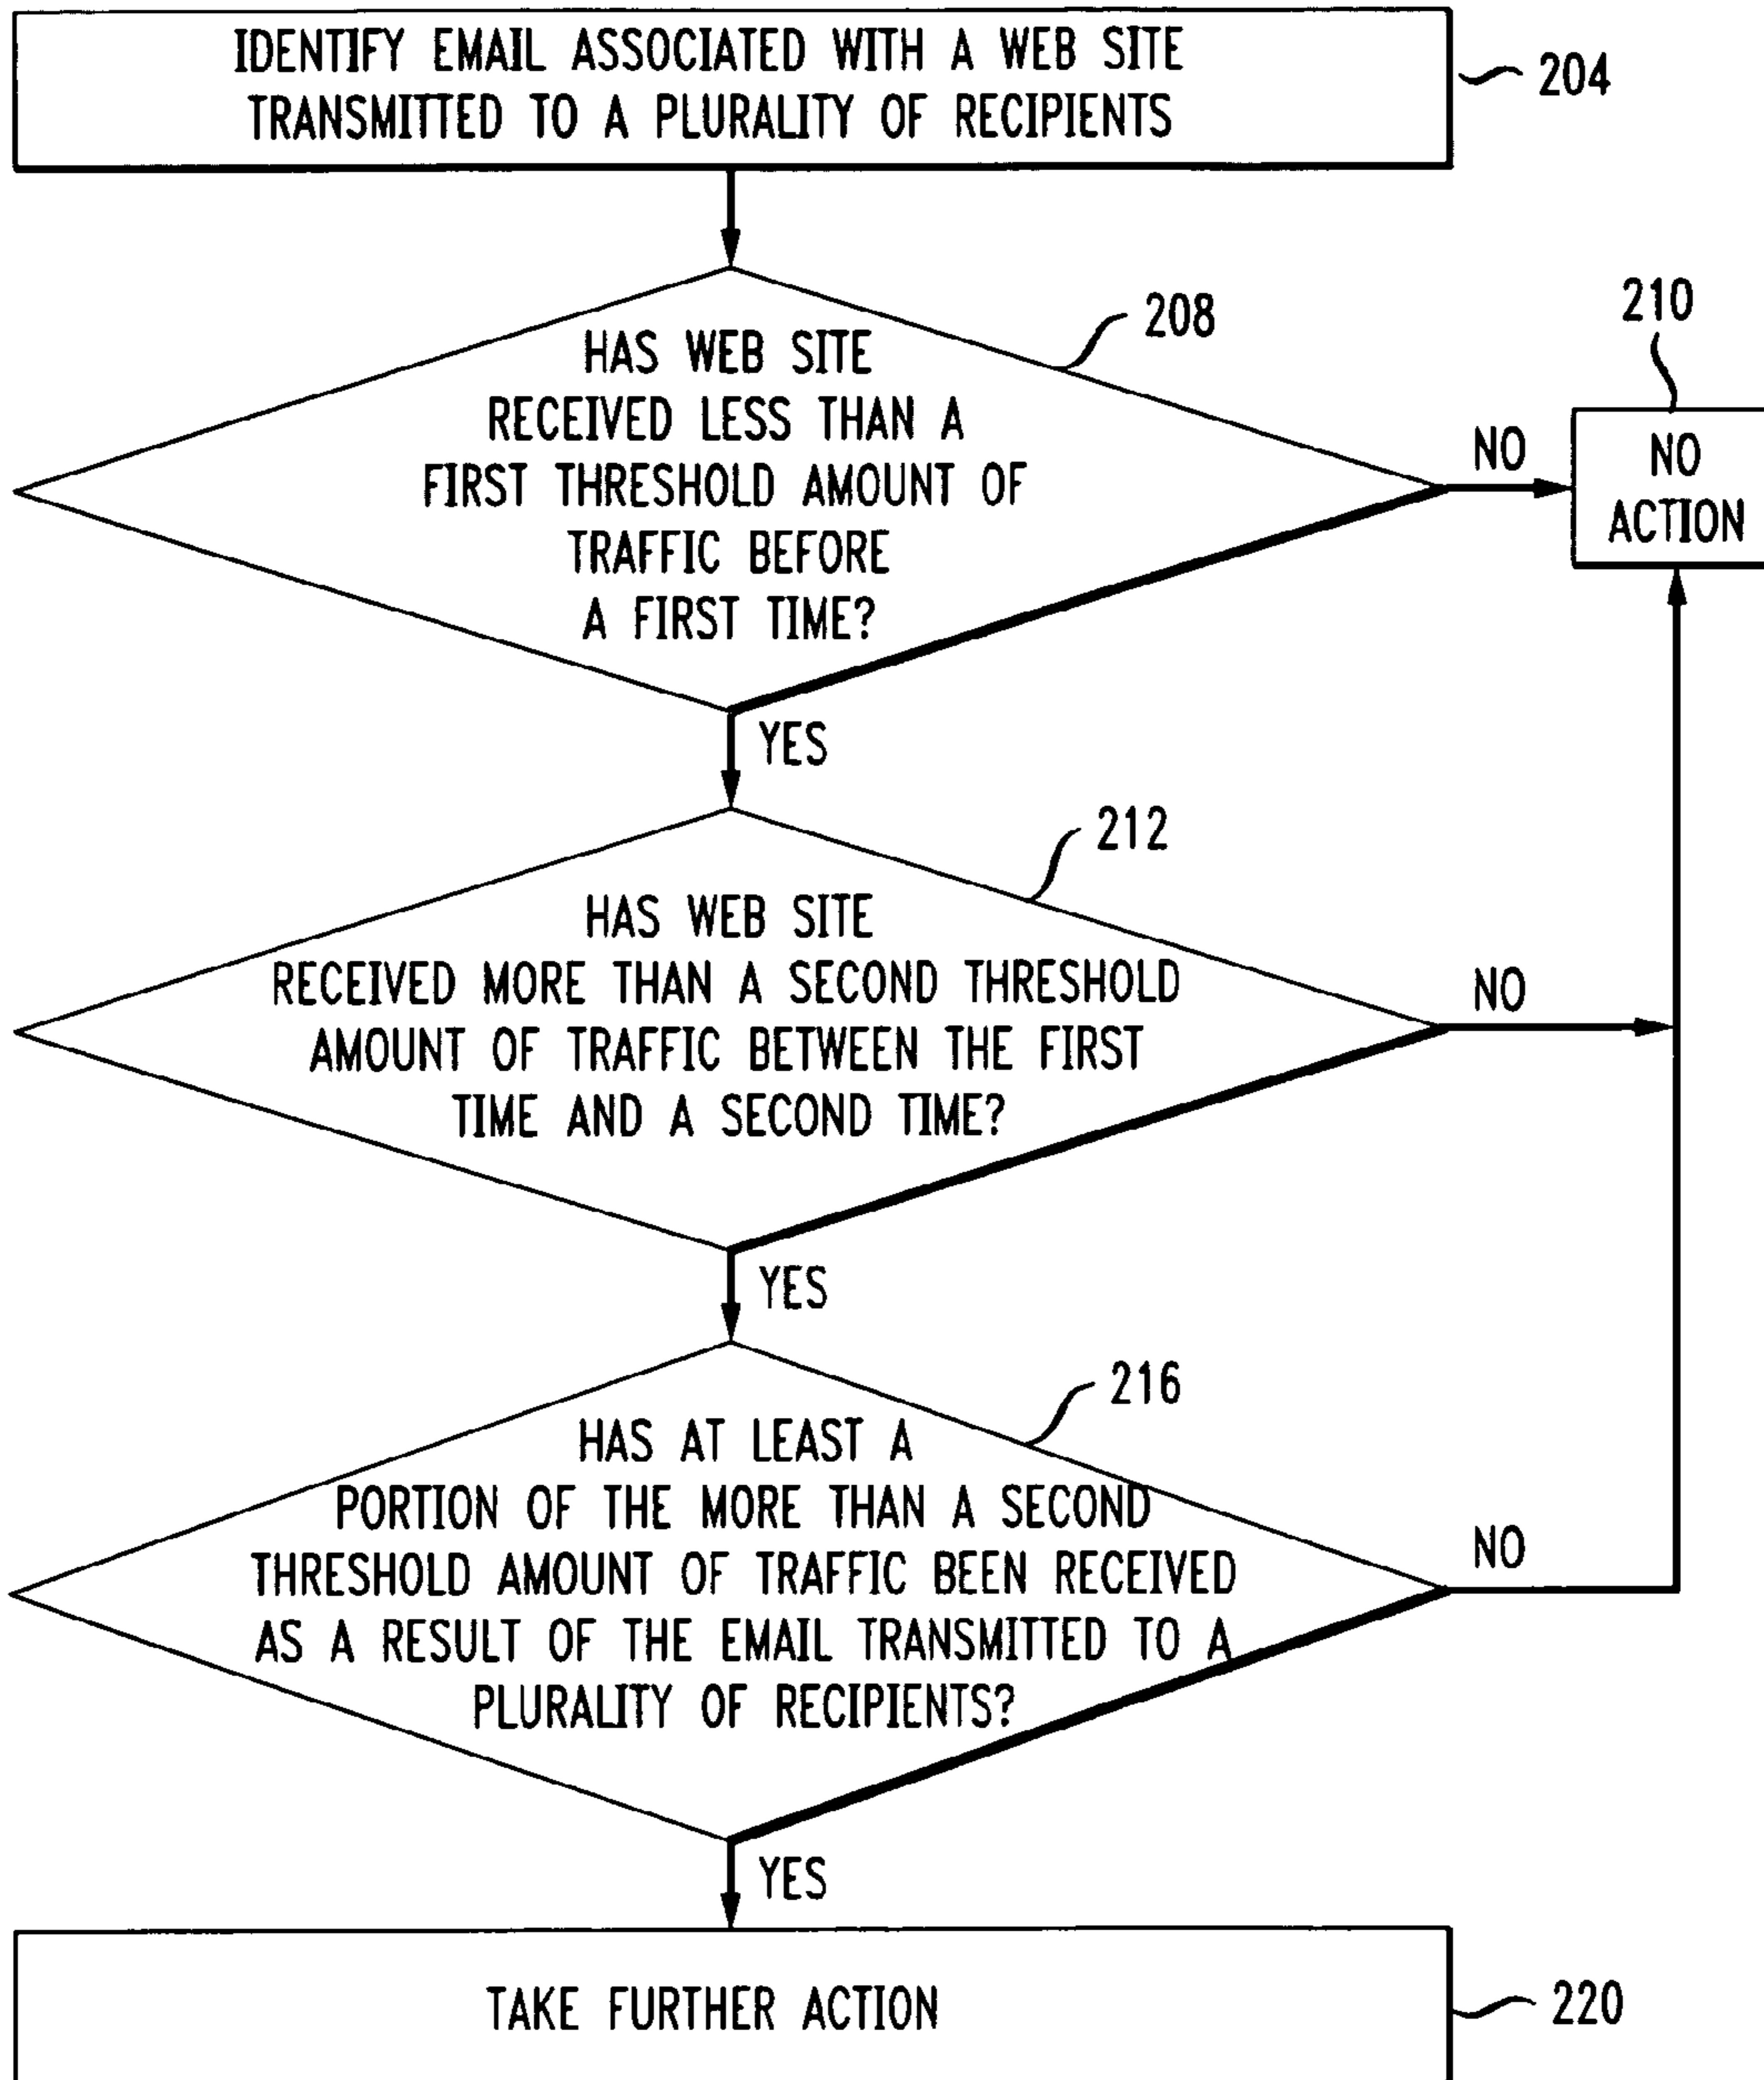 IDENTIFY EMAIL ASSOCIATED WITH A WEB SITE
TRANSMITTED TO A PLURALITY OF RECIPIENTS
204
HAS WEB SITE
RECEIVED LESS THAN A
FIRST THRESHOLD AMOUNT OF
TRAFFIC BEFORE
A FIRST TIME?
208
NO
210
NO
ACTION
YES
HAS WEB SITE
RECEIVED MORE THAN A SECOND THRESHOLD
AMOUNT OF TRAFFIC BETWEEN THE FIRST
TIME AND A SECOND TIME?
212
NO
YES
HAS AT LEAST A
PORTION OF THE MORE THAN A SECOND
THRESHOLD AMOUNT OF TRAFFIC BEEN RECEIVED
AS A RESULT OF THE EMAIL TRANSMITTED TO A
PLURALITY OF RECIPIENTS?
216
NO
YES
TAKE FURTHER ACTION
220